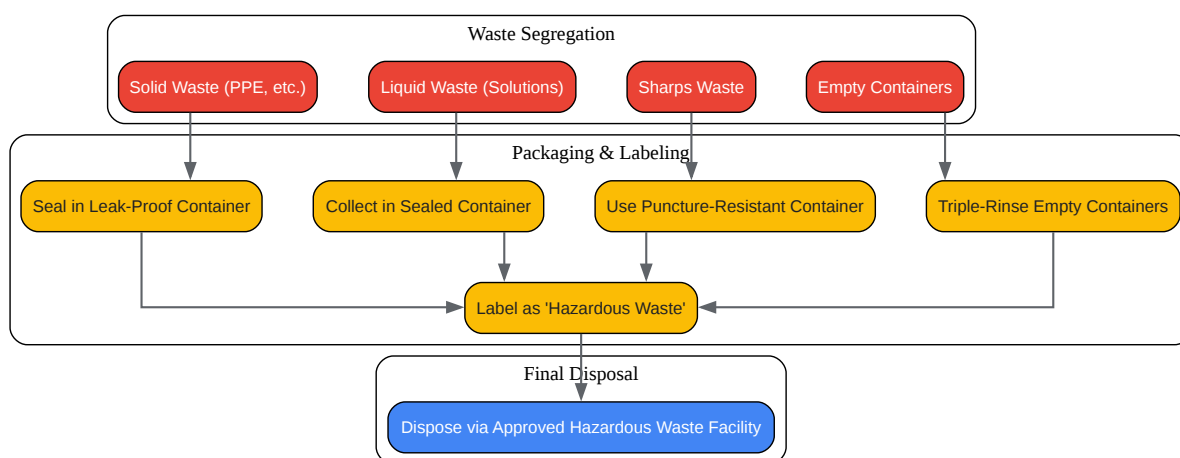 Waste Segregation
Solid Waste (PPE, etc.)
Liquid Waste (Solutions)
Sharps Waste
Empty Containers
Packaging & Labeling
Seal in Leak-Proof Container
Collect in Sealed Container
Use Puncture-Resistant Container
Triple-Rinse Empty Containers
Label as 'Hazardous Waste'
Final Disposal
Dispose via Approved Hazardous Waste Facility